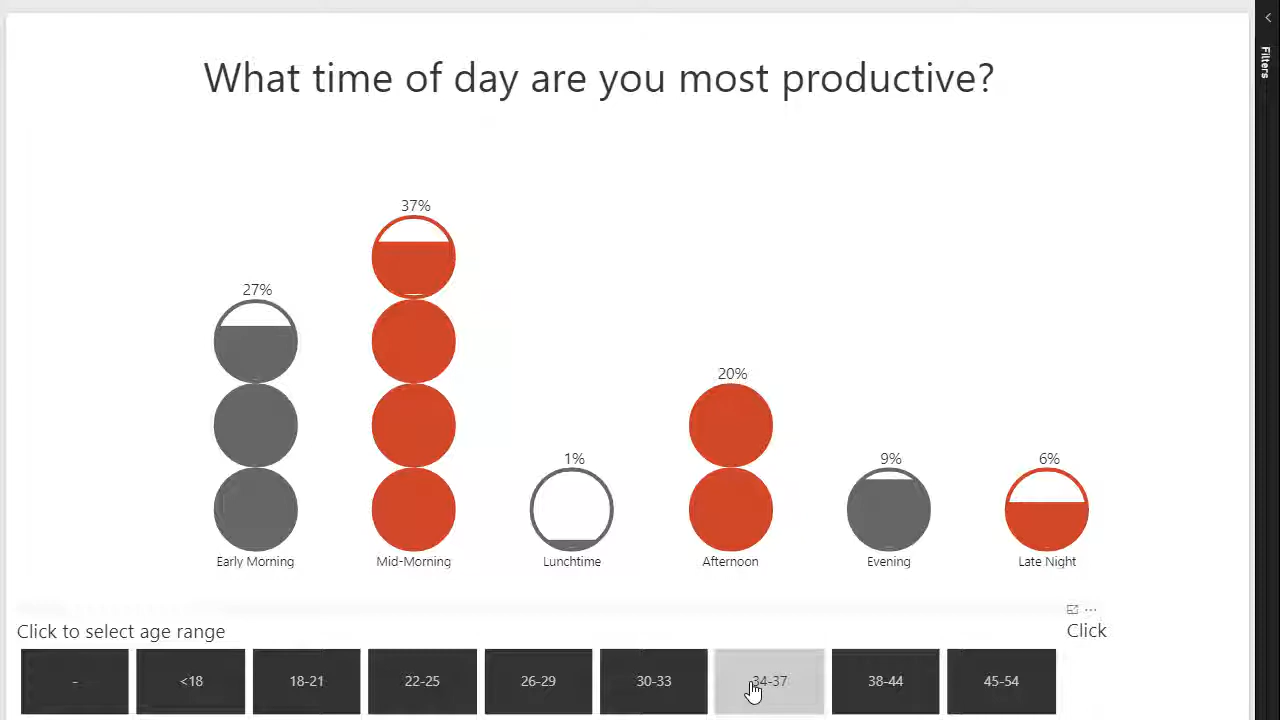 Filters
What time of day are you most productive?
37%
27%
20%
1%
9%
6%
Early Morning
Mid-Morning
Lunchtime
Afternoon
Evening
Late Night
Click to select age range
Click
-
<18
18-21
22-25
26-29
30-33
34-37
38-44
45-54